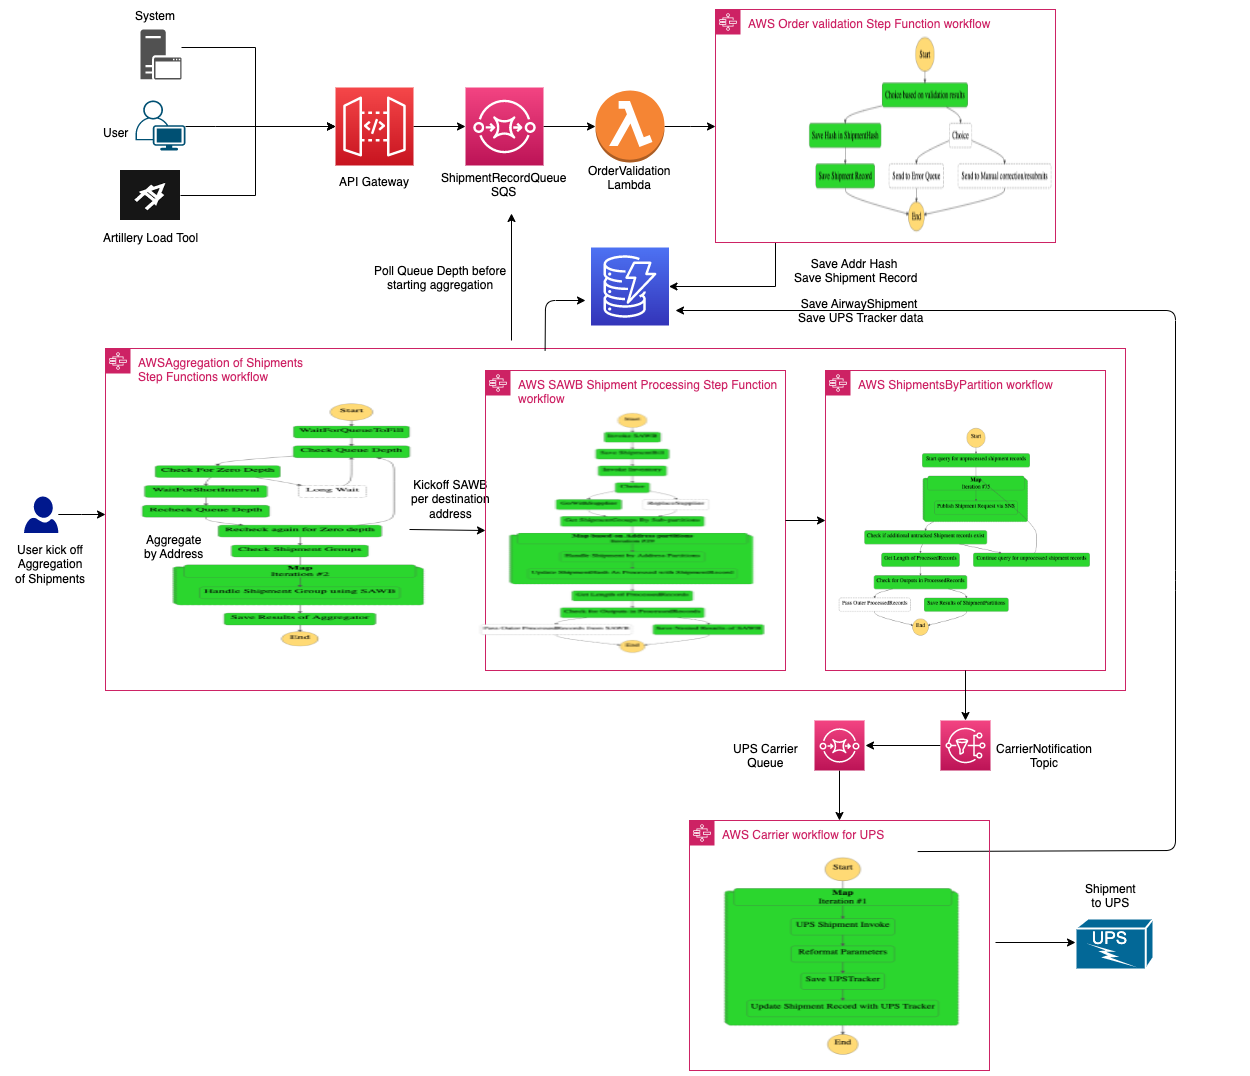 System
User
Artillery Load Tool
API Gateway
ShipmentRecordQueue
SQS
OrderValidation
Lambda
AWS Order validation Step Function workflow
Start
Choice based on validation results
Save Hash in ShipmentHash
Choice
Save Shipment Record
Send to Error Queue
Send to Manual correction/resubmits
End
Poll Queue Depth before
starting aggregation
Save Addr Hash
Save Shipment Record
Save AirwayShipment
Save UPS Tracker data
User kick off
Aggregation
of Shipments
AWSAggregation of Shipments
Step Functions workflow
Start
WaitForQueueToFill
Check Queue Depth
Check For Zero Depth
WaitForShortInterval
Long Wait
Recheck Queue Depth
Recheck again for Zero depth
Aggregate
by Address
Check Shipment Groups
Map
Iteration #2
Handle Shipment Group using SAWB
Save Results of Aggregator
End
Kickoff SAWB
per destination
address
AWS SAWB Shipment Processing Step Function
workflow
Start
Invoke SAWB
Save ShipmentIDS
Invoke Inventory
Choice
GetShipmentGroups By Sub-partitions
Map based on Address partitions
Handle Shipment by Address Partitions
Update ShipmentHash As Processed with ShipmentRecord
Get Length of ProcessedRecords
Check for Outputs in ProcessedRecords
Pass Outer ProcessedRecords from SAWB
Save Nested Results of SAWB
End
AWS ShipmentsByPartition workflow
Start
Start query for unprocessed shipment records
Map
Iteration #75
Publish Shipment Request via SNS
Check if additional untracked Shipment records exist
Get Length of ProcessedRecords
Continue query for unprocessed shipment records
Check for Outputs in ProcessedRecords
Pass Outer ProcessedRecords
Save Results of ShipmentPartitions
End
UPS Carrier
Queue
CarrierNotification
Topic
AWS Carrier workflow for UPS
Start
Map
Iteration #1
UPS Shipment Invoke
Reformat Parameters
Save UPSTracker
Update Shipment Record with UPS Tracker
End
Shipment
to UPS
UPS